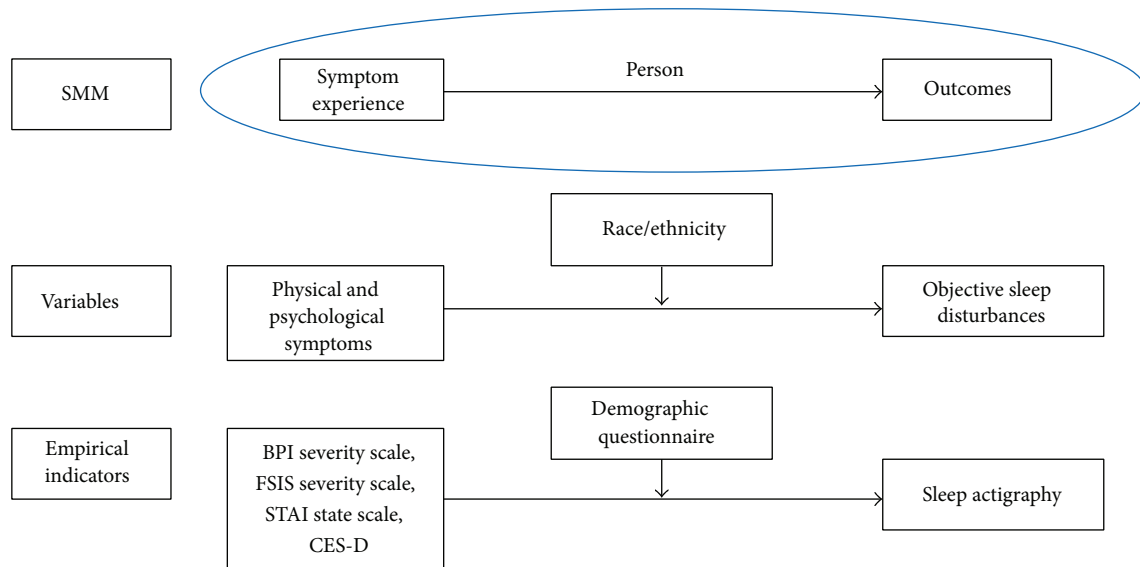 SMM
Symptom
experience
Person
Outcomes
Race/ethnicity
Variables
Physical and
psychological
symptoms
Objective sleep
disturbances
Demographic
questionnaire
Empirical
indicators
BPI severity scale,
FSIS severity scale,
STAI state scale,
CES-D
Sleep actigraphy